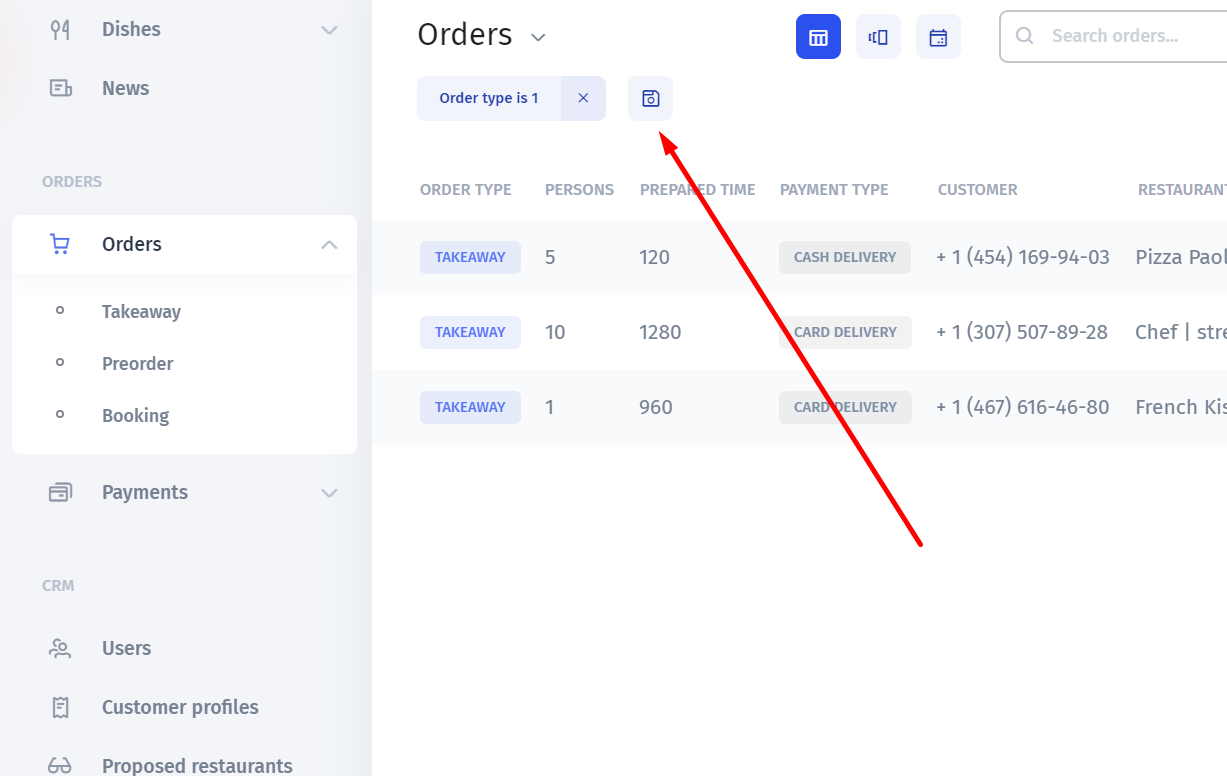 Dishes
News
ORDERS
Orders
Takeaway
Preorder
Booking
Payments
CRM
Users
Customer profiles
Proposed restaurants
Orders
Search orders...
Order type is 1
ORDER TYPE PERSONS PREPARED TIME PAYMENT TYPE CUSTOMER RESTAURANT
TAKEAWAY 5 120 CASH DELIVERY + 1 (454) 169-94-03 Pizza Paol
TAKEAWAY 10 1280 CARD DELIVERY + 1 (307) 507-89-28 Chef | stre
TAKEAWAY 1 960 CARD DELIVERY + 1 (467) 616-46-80 French Kis